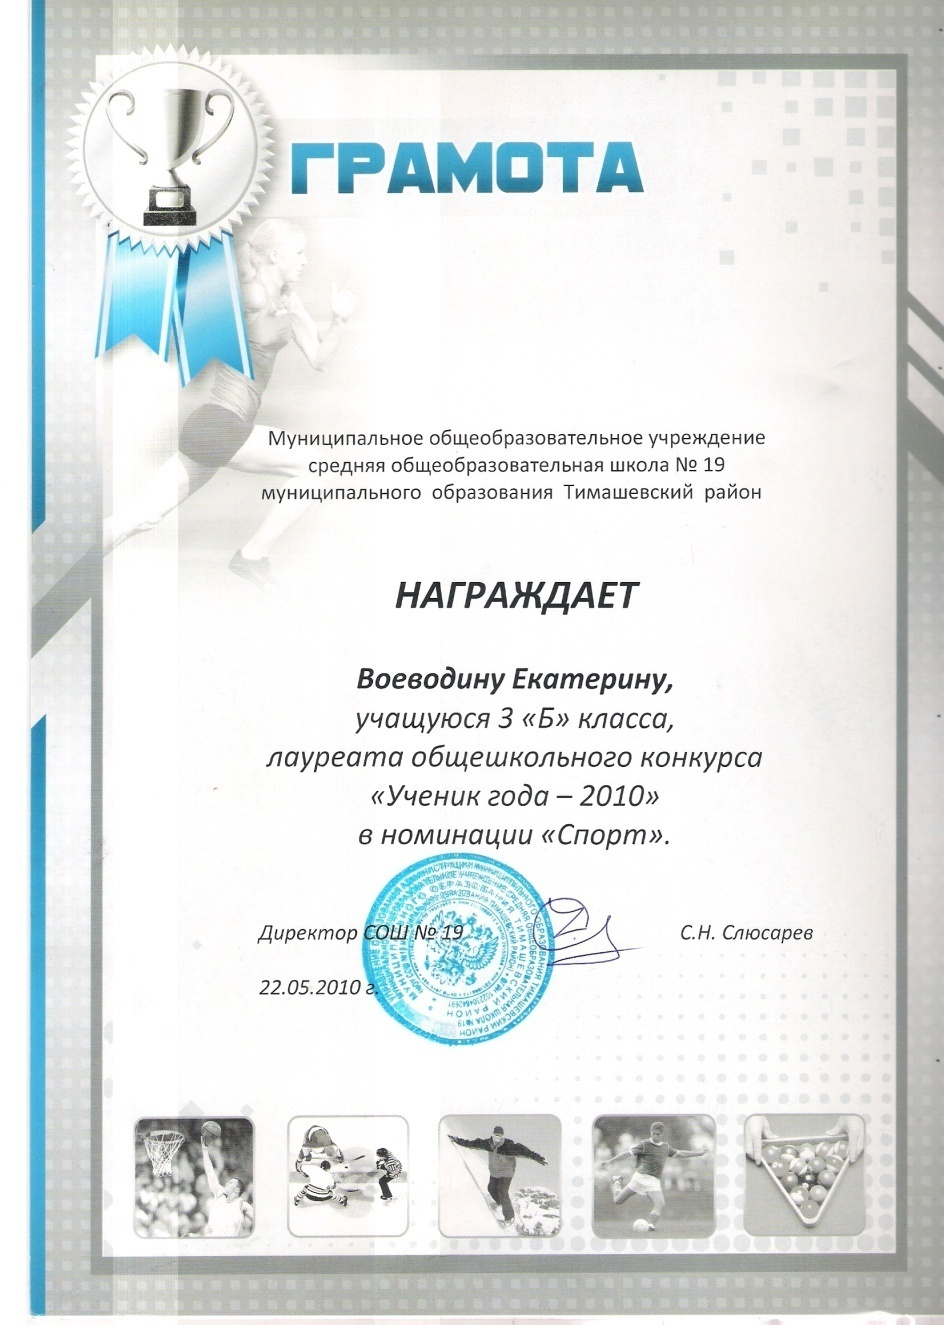 ГРАМОТА
Муниципальное общеобразовательное учреждение
средняя общеобразовательная школа № 19
муниципального образования Тимашевский район
НАГРАЖДАЕТ
Воеводину Екатерину,
учащуюся 3 «Б» класса,
лауреата общешкольного конкурса
«Ученик года – 2010»
в номинации «Спорт».
Директор СОШ № 19 С.Н. Слюсарев
22.05.2010 г.